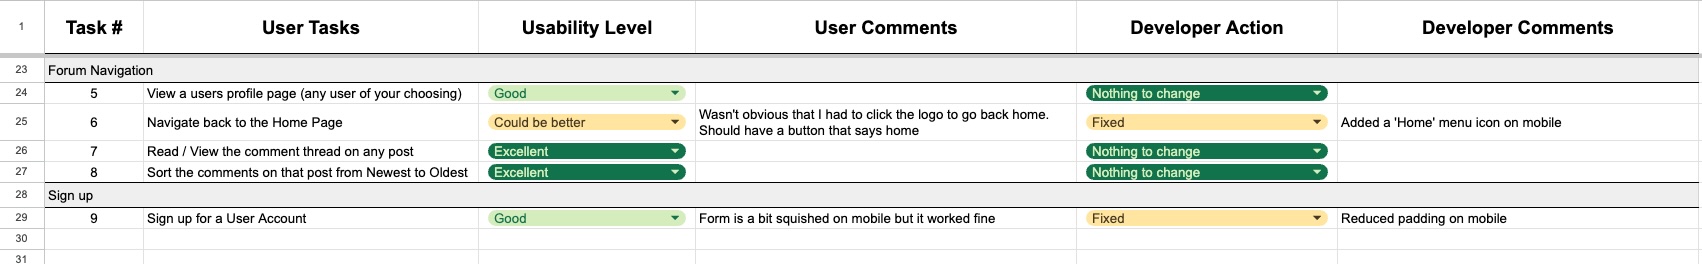 1 Task # User Tasks Usability Level User Comments Developer Action Developer Comments
23 Forum Navigation
24 5 View a users profile page (any user of your choosing) Good Nothing to change
25 6 Navigate back to the Home Page Could be better Wasn't obvious that I had to click the logo to go back home. Fixed Added a 'Home' menu icon on mobile
Should have a button that says home
26 7 Read / View the comment thread on any post Excellent Nothing to change
27 8 Sort the comments on that post from Newest to Oldest Excellent Nothing to change
28 Sign up
29 9 Sign up for a User Account Good Form is a bit squished on mobile but it worked fine Fixed Reduced padding on mobile
30
31